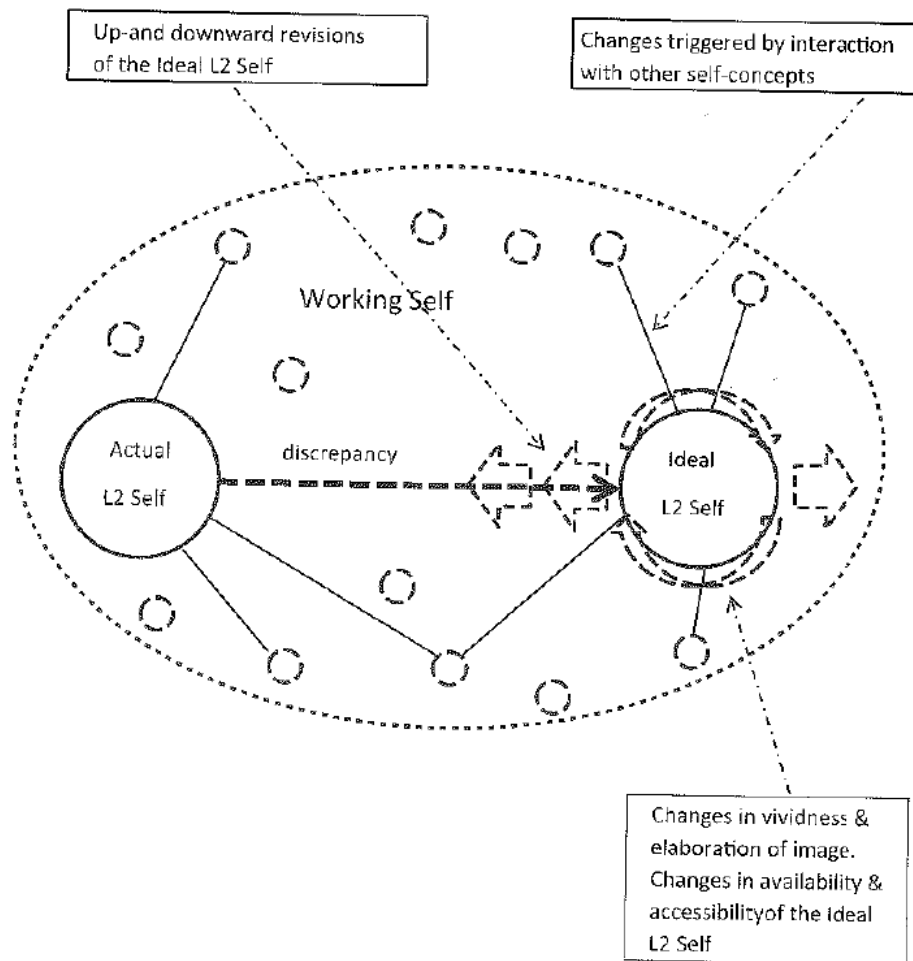 Up-and downward revisions
of the Ideal L2 Self
Changes triggered by interaction
with other self-concepts
Working Self
Actual
L2 Self
discrepancy
Ideal
L2 Self
Changes in vividness &
elaboration of image.
Changes in availability &
accessibilityof the Ideal
L2 Self